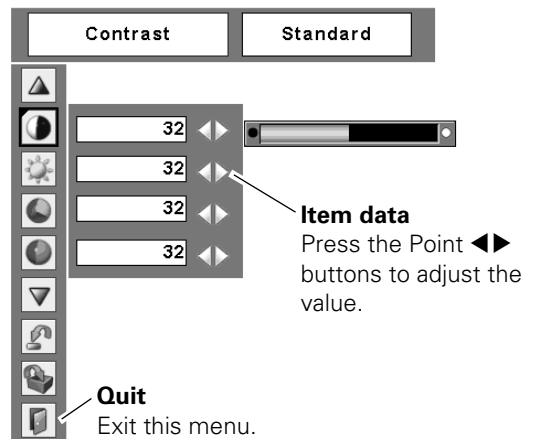 Contrast Standard
32
32
32
32
Item data
Press the Point ◀▶
buttons to adjust the
value.
Quit
Exit this menu.